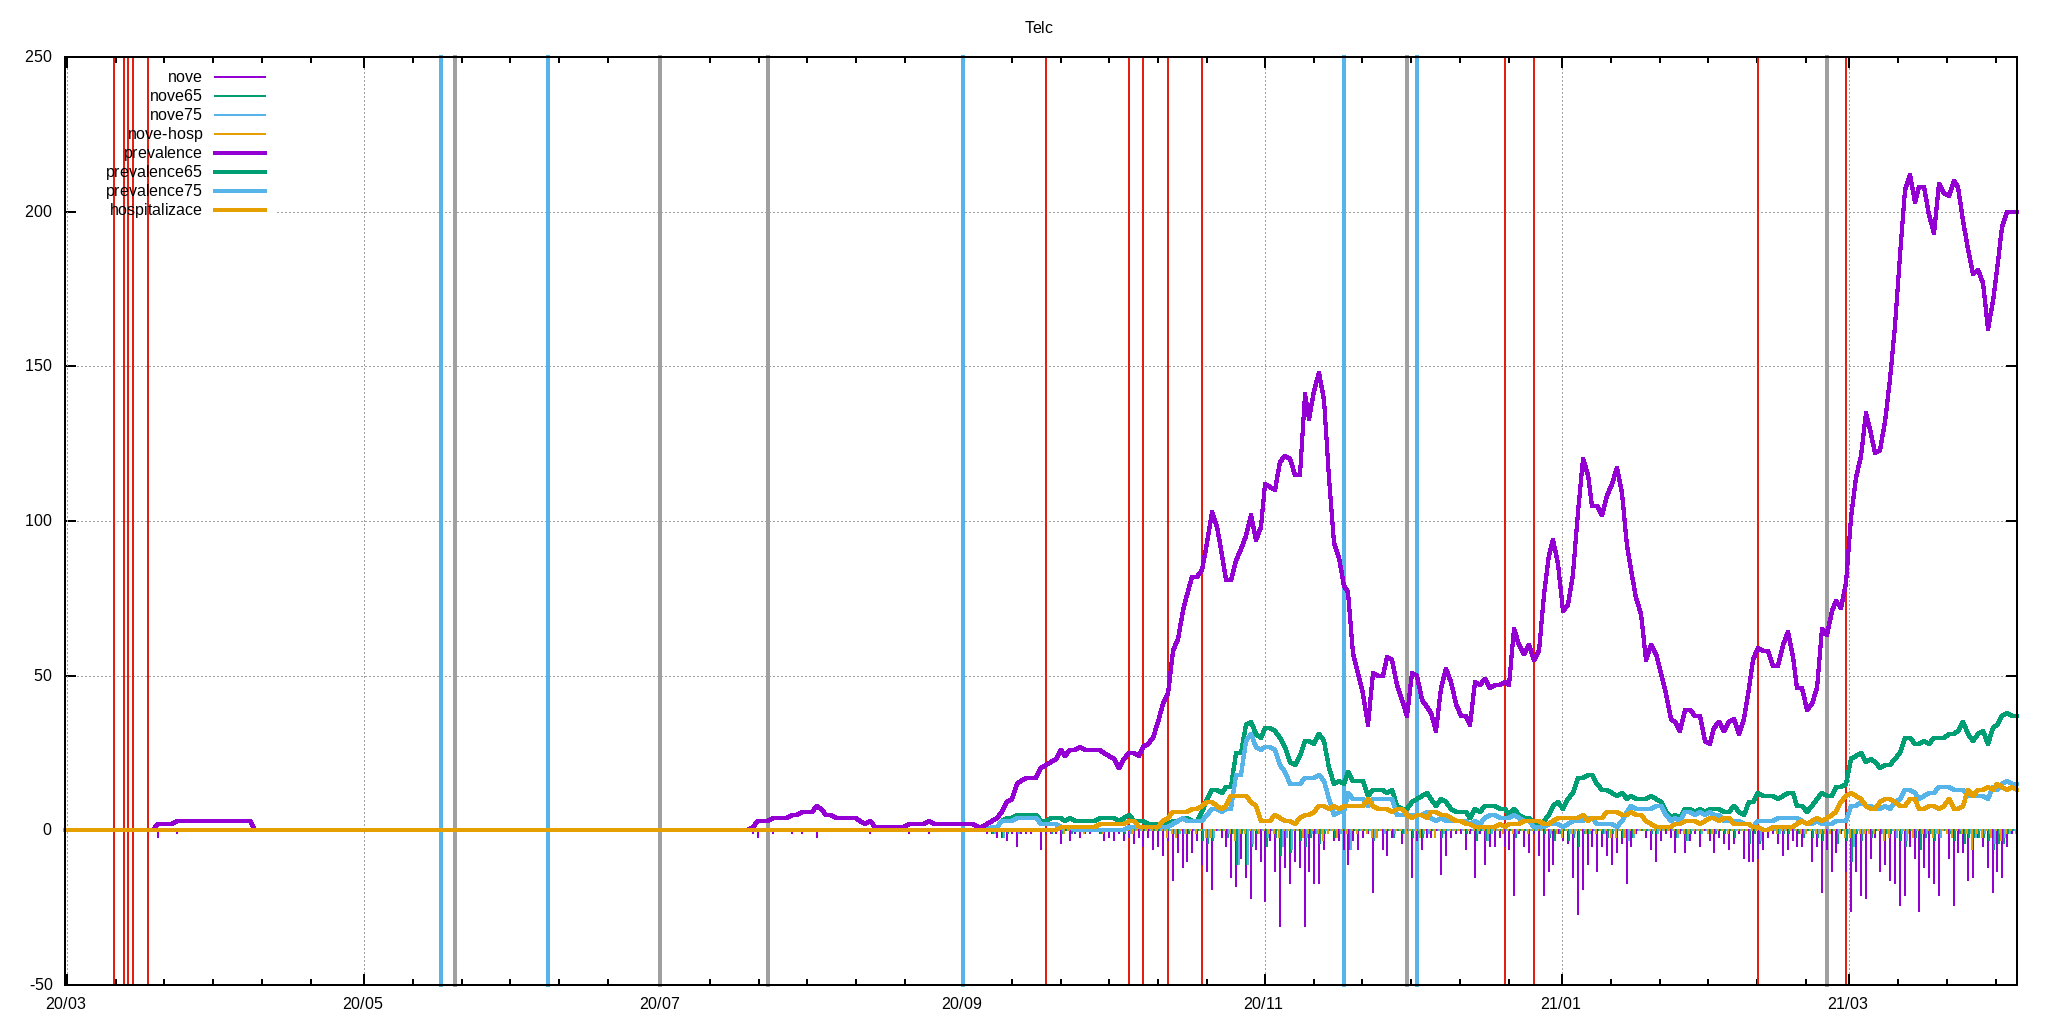 Telc
250
200
150
100
50
0
-50
nove
nove65
nove75
nove-hosp
prevalence
prevalence65
prevalence75
hospitalizace
20/03 20/05 20/07 20/09 20/11 21/01 21/03